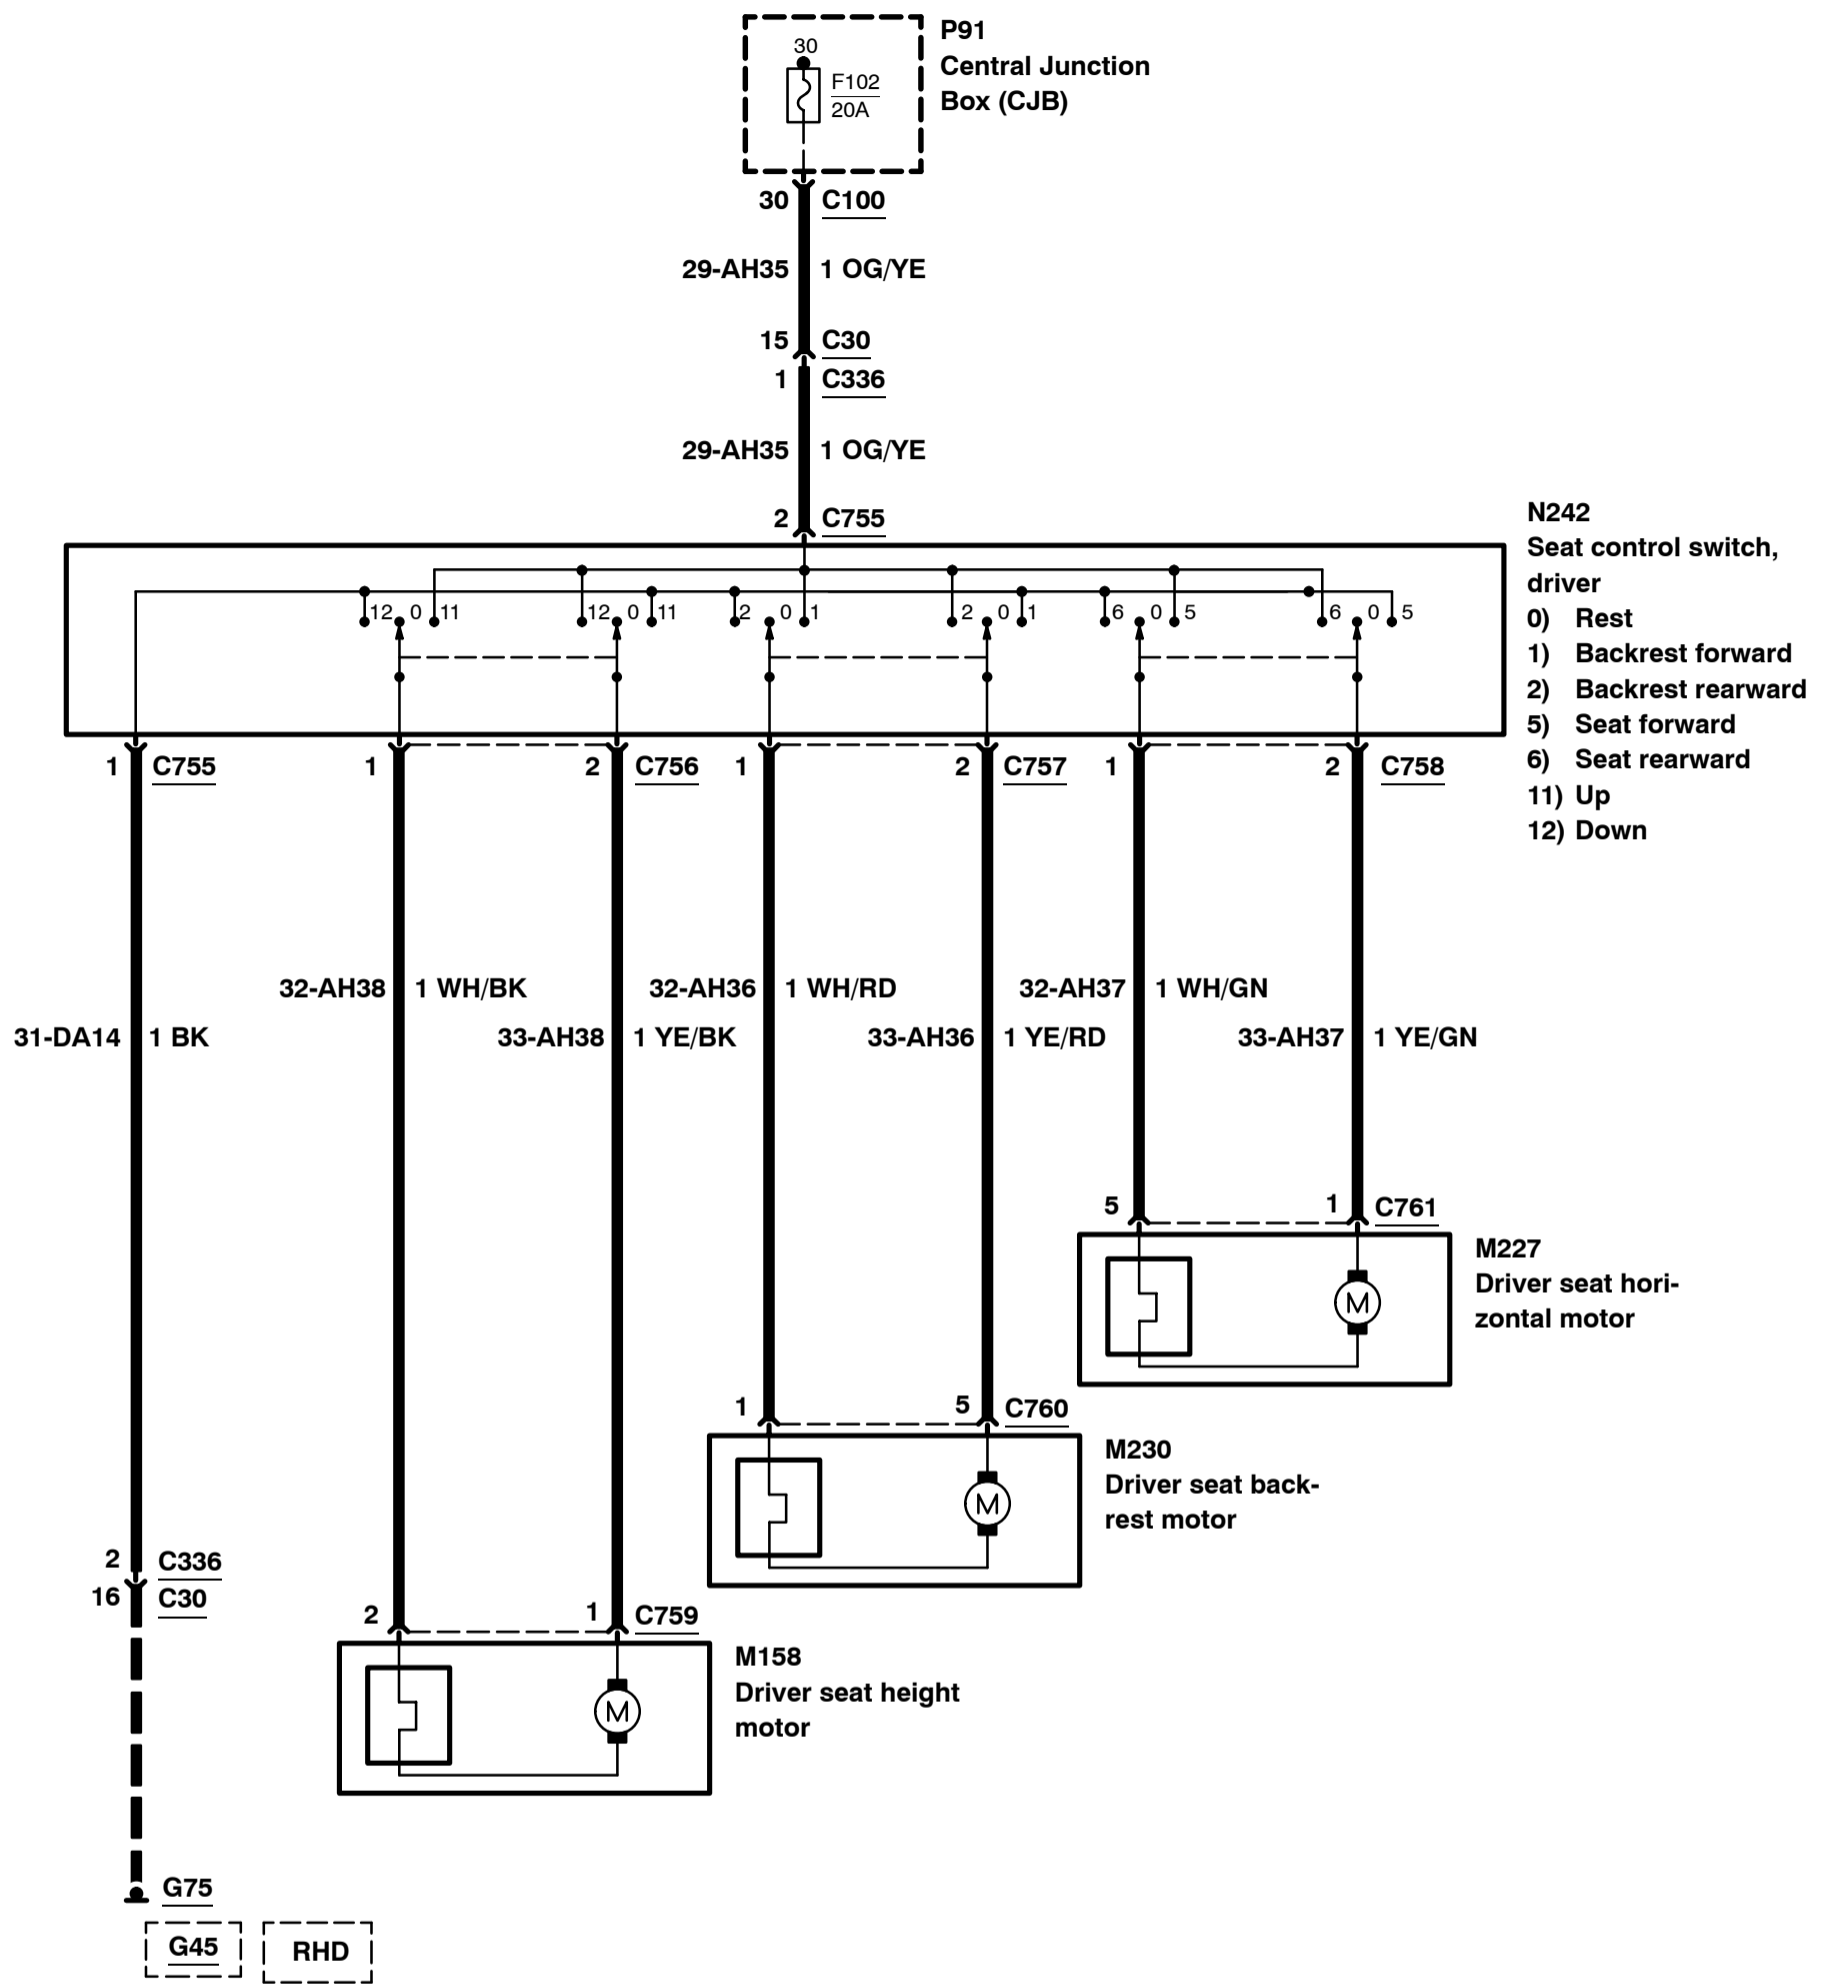 P91
Central Junction
Box (CJB)
30
F102
20A
30 C100
29-AH35 1 OG/YE
15 C30
1 C336
29-AH35 1 OG/YE
2 C755
N242
Seat control switch,
driver
0) Rest
1) Backrest forward
2) Backrest rearward
5) Seat forward
6) Seat rearward
11) Up
12) Down
12 0 11 12 0 11 2 0 1 2 0 1 6 0 5 6 0 5
1 C755 1 2 C756 1 2 C757 1 2 C758
32-AH38 1 WH/BK 32-AH36 1 WH/RD 32-AH37 1 WH/GN
31-DA14 1 BK 33-AH38 1 YE/BK 33-AH36 1 YE/RD 33-AH37 1 YE/GN
5 1 C761
M227
Driver seat hori-
zontal motor
M
1 5 C760
M230
Driver seat back-
rest motor
M
2 C336
16 C30
2 1 C759
M158
Driver seat height
motor
M
G75
G45 RHD